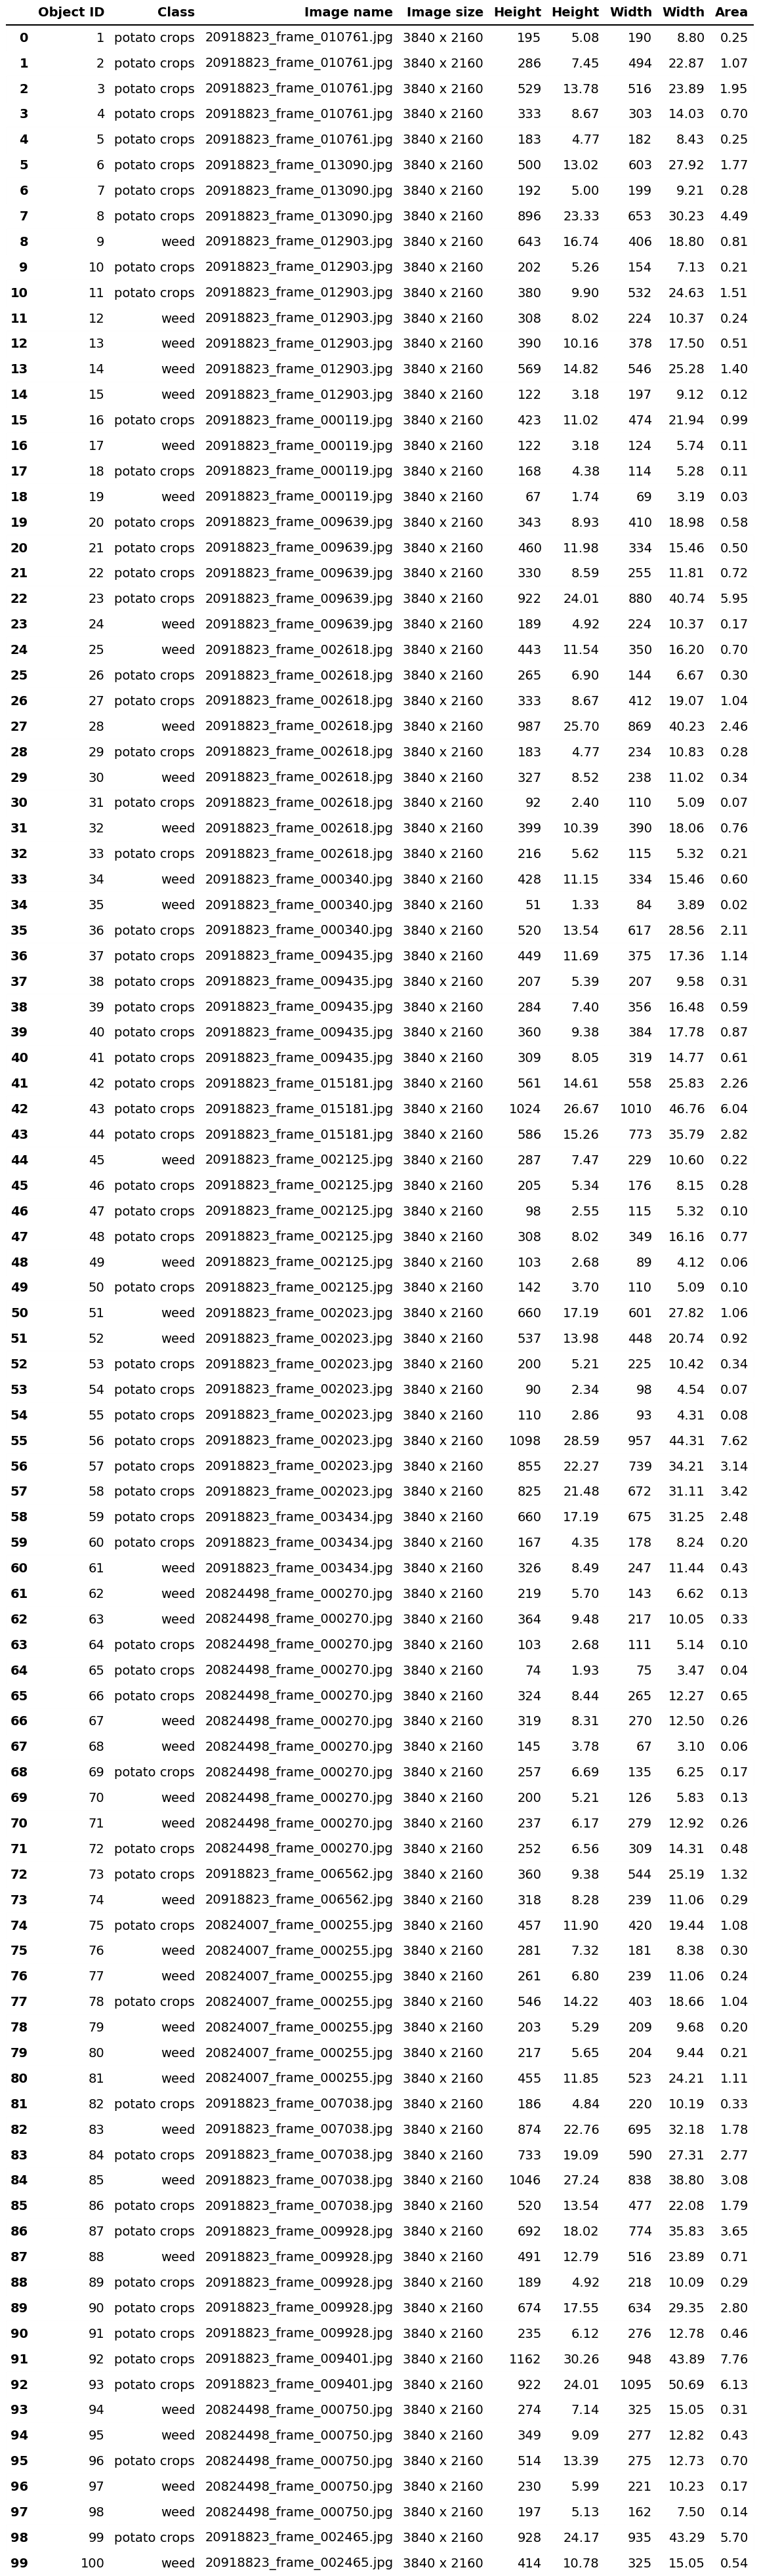 Object ID Class Image name Image size Height Height Width Width Area
0 1 potato crops 20918823_frame_010761.jpg 3840 x 2160 195 5.08 190 8.80 0.25
1 2 potato crops 20918823_frame_010761.jpg 3840 x 2160 286 7.45 494 22.87 1.07
2 3 potato crops 20918823_frame_010761.jpg 3840 x 2160 529 13.78 516 23.89 1.95
3 4 potato crops 20918823_frame_010761.jpg 3840 x 2160 333 8.67 303 14.03 0.70
4 5 potato crops 20918823_frame_010761.jpg 3840 x 2160 183 4.77 182 8.43 0.25
5 6 potato crops 20918823_frame_013090.jpg 3840 x 2160 500 13.02 603 27.92 1.77
6 7 potato crops 20918823_frame_013090.jpg 3840 x 2160 192 5.00 199 9.21 0.28
7 8 potato crops 20918823_frame_013090.jpg 3840 x 2160 896 23.33 653 30.23 4.49
8 9 weed 20918823_frame_012903.jpg 3840 x 2160 643 16.74 406 18.80 0.81
9 10 potato crops 20918823_frame_012903.jpg 3840 x 2160 202 5.26 154 7.13 0.21
10 11 potato crops 20918823_frame_012903.jpg 3840 x 2160 380 9.90 532 24.63 1.51
11 12 weed 20918823_frame_012903.jpg 3840 x 2160 308 8.02 224 10.37 0.24
12 13 weed 20918823_frame_012903.jpg 3840 x 2160 390 10.16 378 17.50 0.51
13 14 weed 20918823_frame_012903.jpg 3840 x 2160 569 14.82 546 25.28 1.40
14 15 weed 20918823_frame_012903.jpg 3840 x 2160 122 3.18 197 9.12 0.12
15 16 potato crops 20918823_frame_000119.jpg 3840 x 2160 423 11.02 474 21.94 0.99
16 17 weed 20918823_frame_000119.jpg 3840 x 2160 122 3.18 124 5.74 0.11
17 18 potato crops 20918823_frame_000119.jpg 3840 x 2160 168 4.38 114 5.28 0.11
18 19 weed 20918823_frame_000119.jpg 3840 x 2160 67 1.74 69 3.19 0.03
19 20 potato crops 20918823_frame_009639.jpg 3840 x 2160 343 8.93 410 18.98 0.58
20 21 potato crops 20918823_frame_009639.jpg 3840 x 2160 460 11.98 334 15.46 0.50
21 22 potato crops 20918823_frame_009639.jpg 3840 x 2160 330 8.59 255 11.81 0.72
22 23 potato crops 20918823_frame_009639.jpg 3840 x 2160 922 24.01 880 40.74 5.95
23 24 weed 20918823_frame_009639.jpg 3840 x 2160 189 4.92 224 10.37 0.17
24 25 weed 20918823_frame_002618.jpg 3840 x 2160 443 11.54 350 16.20 0.70
25 26 potato crops 20918823_frame_002618.jpg 3840 x 2160 265 6.90 144 6.67 0.30
26 27 potato crops 20918823_frame_002618.jpg 3840 x 2160 333 8.67 412 19.07 1.04
27 28 weed 20918823_frame_002618.jpg 3840 x 2160 987 25.70 869 40.23 2.46
28 29 potato crops 20918823_frame_002618.jpg 3840 x 2160 183 4.77 234 10.83 0.28
29 30 weed 20918823_frame_002618.jpg 3840 x 2160 327 8.52 238 11.02 0.34
30 31 potato crops 20918823_frame_002618.jpg 3840 x 2160 92 2.40 110 5.09 0.07
31 32 weed 20918823_frame_002618.jpg 3840 x 2160 399 10.39 390 18.06 0.76
32 33 potato crops 20918823_frame_002618.jpg 3840 x 2160 216 5.62 115 5.32 0.21
33 34 weed 20918823_frame_000340.jpg 3840 x 2160 428 11.15 334 15.46 0.60
34 35 weed 20918823_frame_000340.jpg 3840 x 2160 51 1.33 84 3.89 0.02
35 36 potato crops 20918823_frame_000340.jpg 3840 x 2160 520 13.54 617 28.56 2.11
36 37 potato crops 20918823_frame_009435.jpg 3840 x 2160 449 11.69 375 17.36 1.14
37 38 potato crops 20918823_frame_009435.jpg 3840 x 2160 207 5.39 207 9.58 0.31
38 39 potato crops 20918823_frame_009435.jpg 3840 x 2160 284 7.40 356 16.48 0.59
39 40 potato crops 20918823_frame_009435.jpg 3840 x 2160 360 9.38 384 17.78 0.87
40 41 potato crops 20918823_frame_009435.jpg 3840 x 2160 309 8.05 319 14.77 0.61
41 42 potato crops 20918823_frame_015181.jpg 3840 x 2160 561 14.61 558 25.83 2.26
42 43 potato crops 20918823_frame_015181.jpg 3840 x 2160 1024 26.67 1010 46.76 6.04
43 44 potato crops 20918823_frame_015181.jpg 3840 x 2160 586 15.26 773 35.79 2.82
44 45 weed 20918823_frame_002125.jpg 3840 x 2160 287 7.47 229 10.60 0.22
45 46 potato crops 20918823_frame_002125.jpg 3840 x 2160 205 5.34 176 8.15 0.28
46 47 potato crops 20918823_frame_002125.jpg 3840 x 2160 98 2.55 115 5.32 0.10
47 48 potato crops 20918823_frame_002125.jpg 3840 x 2160 308 8.02 349 16.16 0.77
48 49 weed 20918823_frame_002125.jpg 3840 x 2160 103 2.68 89 4.12 0.06
49 50 potato crops 20918823_frame_002125.jpg 3840 x 2160 142 3.70 110 5.09 0.10
50 51 weed 20918823_frame_002023.jpg 3840 x 2160 660 17.19 601 27.82 1.06
51 52 weed 20918823_frame_002023.jpg 3840 x 2160 537 13.98 448 20.74 0.92
52 53 potato crops 20918823_frame_002023.jpg 3840 x 2160 200 5.21 225 10.42 0.34
53 54 potato crops 20918823_frame_002023.jpg 3840 x 2160 90 2.34 98 4.54 0.07
54 55 potato crops 20918823_frame_002023.jpg 3840 x 2160 110 2.86 93 4.31 0.08
55 56 potato crops 20918823_frame_002023.jpg 3840 x 2160 1098 28.59 957 44.31 7.62
56 57 potato crops 20918823_frame_002023.jpg 3840 x 2160 855 22.27 739 34.21 3.14
57 58 potato crops 20918823_frame_002023.jpg 3840 x 2160 825 21.48 672 31.11 3.42
58 59 potato crops 20918823_frame_003434.jpg 3840 x 2160 660 17.19 675 31.25 2.48
59 60 potato crops 20918823_frame_003434.jpg 3840 x 2160 167 4.35 178 8.24 0.20
60 61 weed 20918823_frame_003434.jpg 3840 x 2160 326 8.49 247 11.44 0.43
61 62 weed 20824498_frame_000270.jpg 3840 x 2160 219 5.70 143 6.62 0.13
62 63 weed 20824498_frame_000270.jpg 3840 x 2160 364 9.48 217 10.05 0.33
63 64 potato crops 20824498_frame_000270.jpg 3840 x 2160 103 2.68 111 5.14 0.10
64 65 potato crops 20824498_frame_000270.jpg 3840 x 2160 74 1.93 75 3.47 0.04
65 66 potato crops 20824498_frame_000270.jpg 3840 x 2160 324 8.44 265 12.27 0.65
66 67 weed 20824498_frame_000270.jpg 3840 x 2160 319 8.31 270 12.50 0.26
67 68 weed 20824498_frame_000270.jpg 3840 x 2160 145 3.78 67 3.10 0.06
68 69 potato crops 20824498_frame_000270.jpg 3840 x 2160 257 6.69 135 6.25 0.17
69 70 weed 20824498_frame_000270.jpg 3840 x 2160 200 5.21 126 5.83 0.13
70 71 weed 20824498_frame_000270.jpg 3840 x 2160 237 6.17 279 12.92 0.26
71 72 potato crops 20824498_frame_000270.jpg 3840 x 2160 252 6.56 309 14.31 0.48
72 73 potato crops 20918823_frame_006562.jpg 3840 x 2160 360 9.38 544 25.19 1.32
73 74 weed 20918823_frame_006562.jpg 3840 x 2160 318 8.28 239 11.06 0.29
74 75 potato crops 20824007_frame_000255.jpg 3840 x 2160 457 11.90 420 19.44 1.08
75 76 weed 20824007_frame_000255.jpg 3840 x 2160 281 7.32 181 8.38 0.30
76 77 weed 20824007_frame_000255.jpg 3840 x 2160 261 6.80 239 11.06 0.24
77 78 potato crops 20824007_frame_000255.jpg 3840 x 2160 546 14.22 403 18.66 1.04
78 79 weed 20824007_frame_000255.jpg 3840 x 2160 203 5.29 209 9.68 0.20
79 80 weed 20824007_frame_000255.jpg 3840 x 2160 217 5.65 204 9.44 0.21
80 81 weed 20824007_frame_000255.jpg 3840 x 2160 455 11.85 523 24.21 1.11
81 82 potato crops 20918823_frame_007038.jpg 3840 x 2160 186 4.84 220 10.19 0.33
82 83 weed 20918823_frame_007038.jpg 3840 x 2160 874 22.76 695 32.18 1.78
83 84 potato crops 20918823_frame_007038.jpg 3840 x 2160 733 19.09 590 27.31 2.77
84 85 weed 20918823_frame_007038.jpg 3840 x 2160 1046 27.24 838 38.80 3.08
85 86 potato crops 20918823_frame_007038.jpg 3840 x 2160 520 13.54 477 22.08 1.79
86 87 potato crops 20918823_frame_009928.jpg 3840 x 2160 692 18.02 774 35.83 3.65
87 88 weed 20918823_frame_009928.jpg 3840 x 2160 491 12.79 516 23.89 0.71
88 89 potato crops 20918823_frame_009928.jpg 3840 x 2160 189 4.92 218 10.09 0.29
89 90 potato crops 20918823_frame_009928.jpg 3840 x 2160 674 17.55 634 29.35 2.80
90 91 potato crops 20918823_frame_009928.jpg 3840 x 2160 235 6.12 276 12.78 0.46
91 92 potato crops 20918823_frame_009401.jpg 3840 x 2160 1162 30.26 948 43.89 7.76
92 93 potato crops 20918823_frame_009401.jpg 3840 x 2160 922 24.01 1095 50.69 6.13
93 94 weed 20824498_frame_000750.jpg 3840 x 2160 274 7.14 325 15.05 0.31
94 95 weed 20824498_frame_000750.jpg 3840 x 2160 349 9.09 277 12.82 0.43
95 96 potato crops 20824498_frame_000750.jpg 3840 x 2160 514 13.39 275 12.73 0.70
96 97 weed 20824498_frame_000750.jpg 3840 x 2160 230 5.99 221 10.23 0.17
97 98 weed 20824498_frame_000750.jpg 3840 x 2160 197 5.13 162 7.50 0.14
98 99 potato crops 20918823_frame_002465.jpg 3840 x 2160 928 24.17 935 43.29 5.70
99 100 weed 20918823_frame_002465.jpg 3840 x 2160 414 10.78 325 15.05 0.54